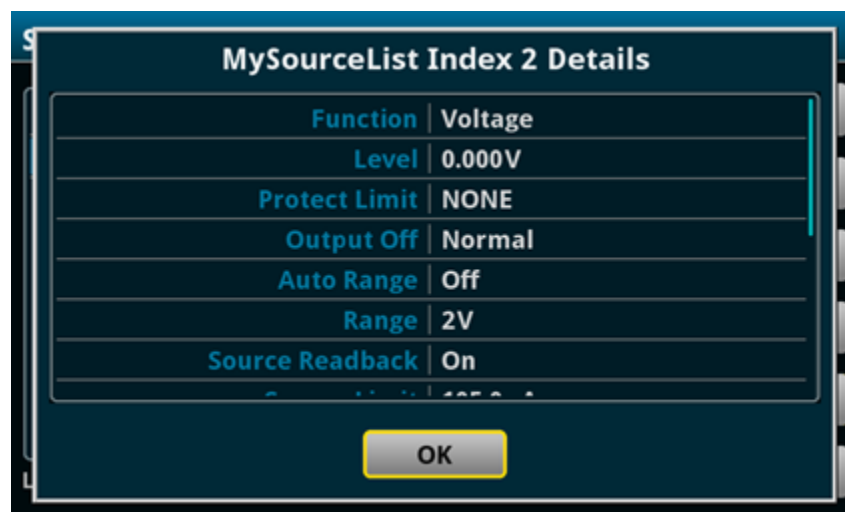 MySourceList Index 2 Details
Function Voltage
Level 0.000V
Protect Limit NONE
Output Off Normal
Auto Range Off
Range 2V
Source Readback On
OK